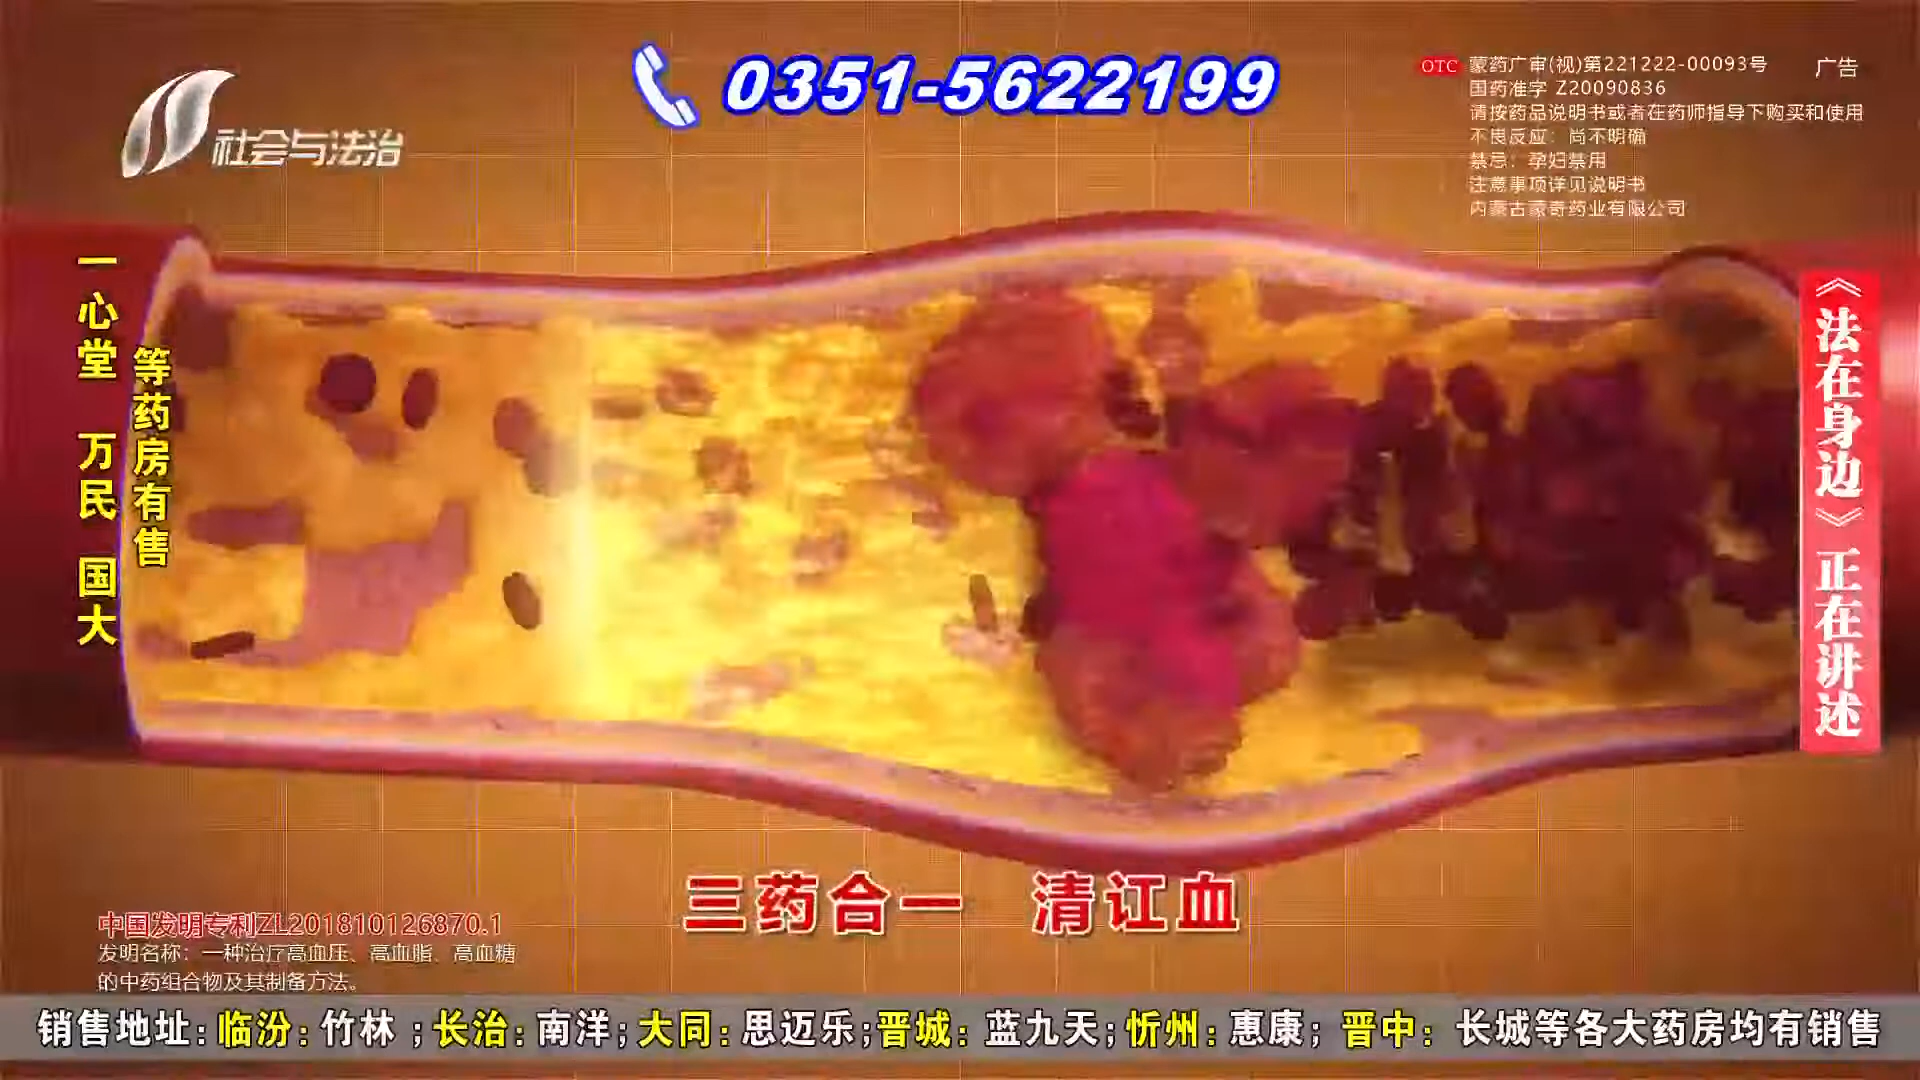 社会与法治
0351-5622199
OTC
蒙药广审(视)第221222-00093号
广告
国药准字 Z20090836
请按药品说明书或者在药师指导下购买和使用
不良反应：尚不明确
禁忌：孕妇禁用
注意事项详见说明书
内蒙古蒙奇药业有限公司
一心堂 万民 国大
等药房有售
《法在身边》正在讲述
三药合一 清讧血
中国发明专利ZL201810126870.1
发明名称：一种治疗高血压、高血脂、高血糖
的中药组合物及其制备方法。
销售地址：临汾：竹林；长治：南洋；大同：思迈乐；晋城：蓝九天；忻州：惠康；晋中：长城等各大药房均有销售